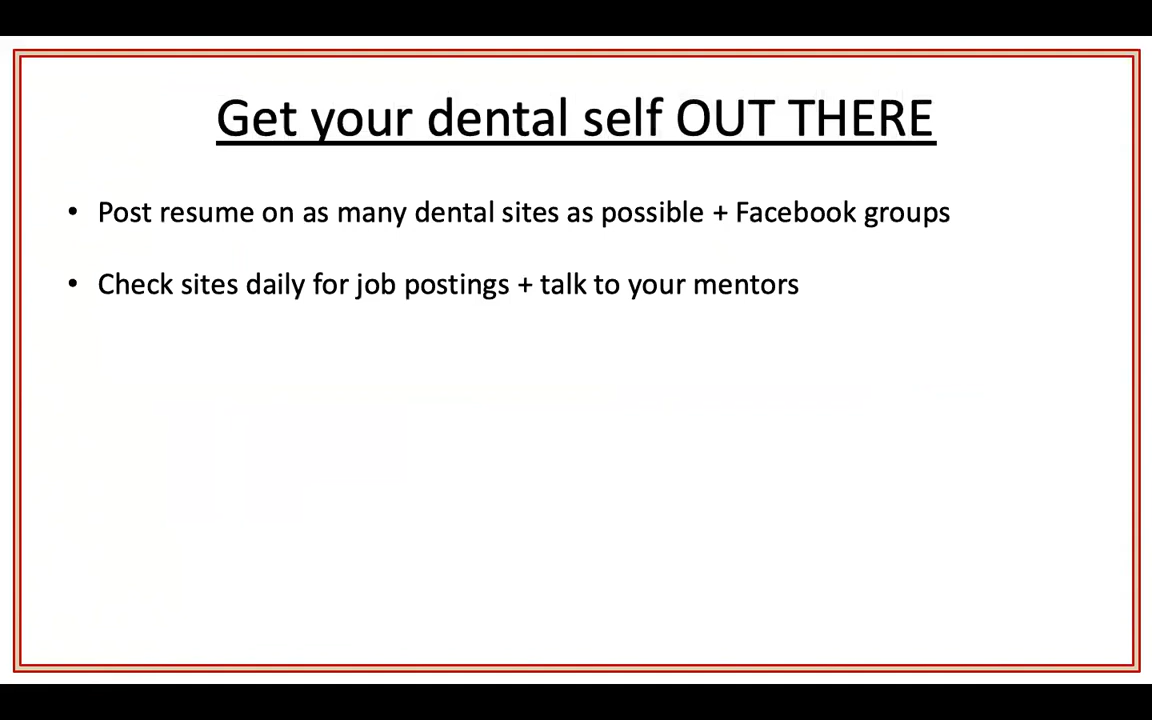 Get your dental self OUT THERE
• Post resume on as many dental sites as possible + Facebook groups
• Check sites daily for job postings + talk to your mentors